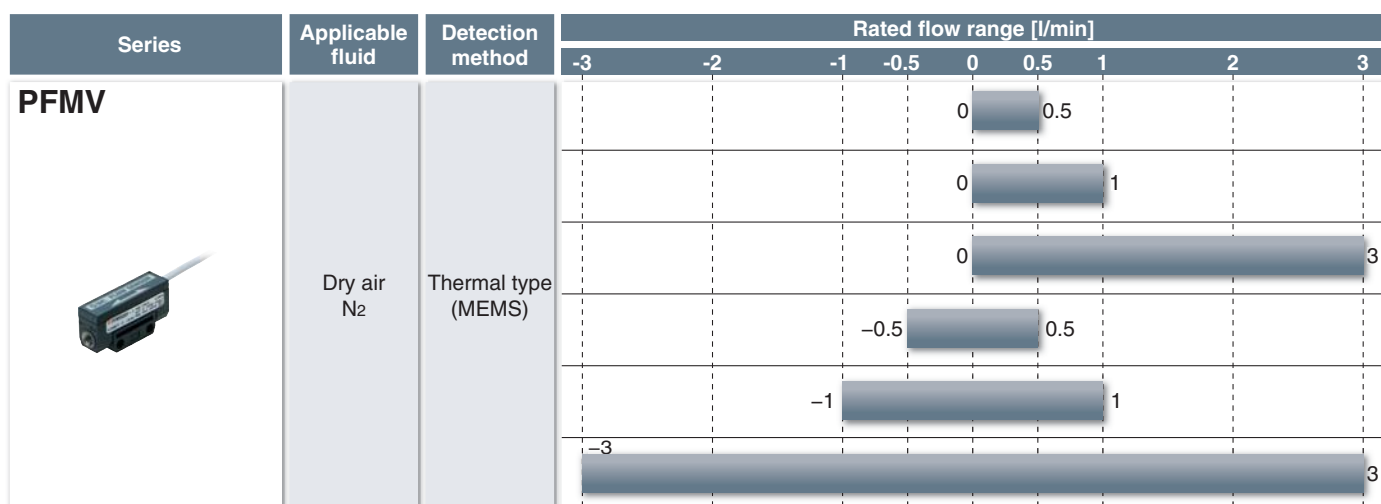 Series
Applicable
fluid
Detection
method
Rated flow range [l/min]
-3 -2 -1 -0.5 0 0.5 1 2 3
PFMV
Dry air
N2
Thermal type
(MEMS)
0 0.5
0 1
0 3
−0.5 0.5
−1 1
−3
3